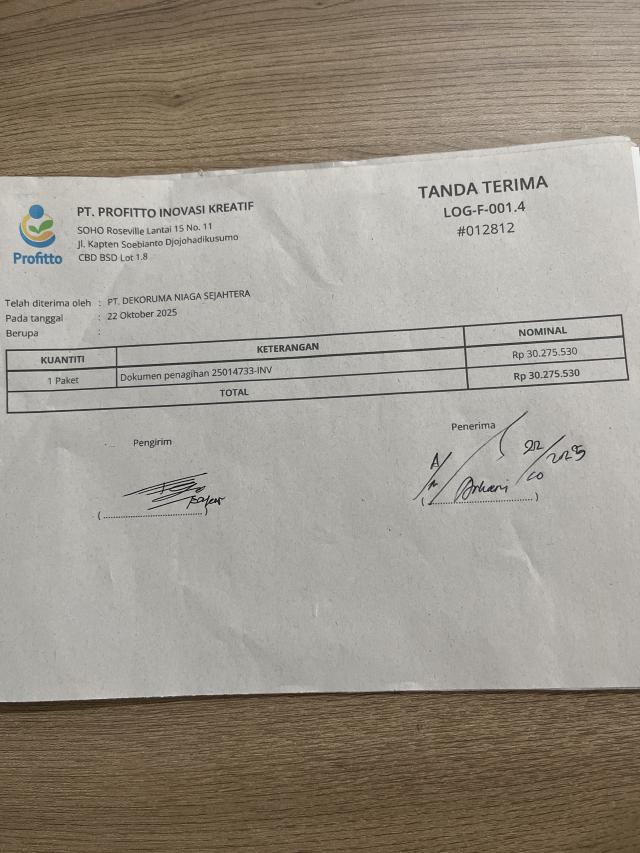 PT. PROFITTO INOVASI KREATIF
SOHO Roseville Lantai 15 No. 11
Jl. Kapten Soebianto Djojohadikusumo
CBD BSD Lot 1.8
Profitto
TANDA TERIMA
LOG-F-001.4
#012812
Telah diterima oleh : PT. DEKORUMA NIAGA SEJAHTERA
Pada tanggal : 22 Oktober 2025
Berupa :
KUANTITI KETERANGAN NOMINAL
1 Paket Dokumen penagihan 25014733-INV Rp 30.275.530
TOTAL Rp 30.275.530
Pengirim
Penerima
22/10 2025
A/n
(........................)
(........................)